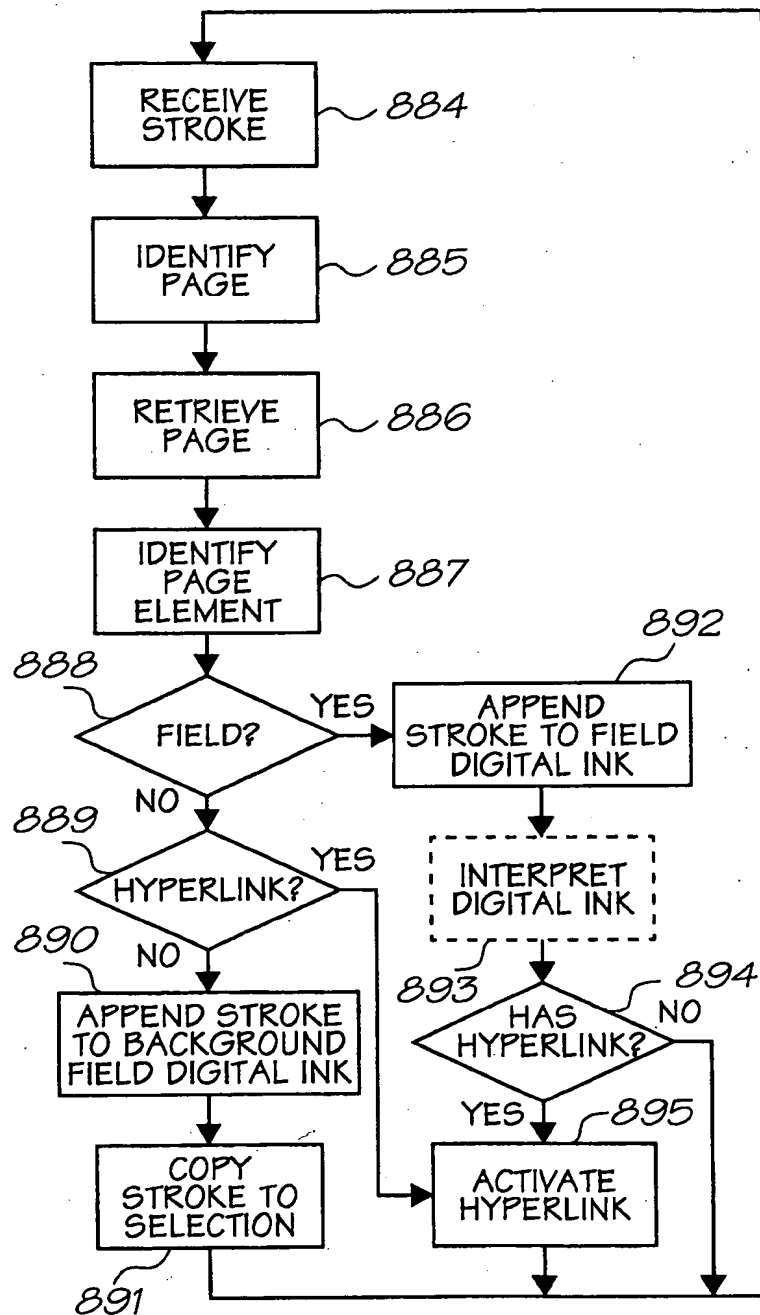 RECEIVE
STROKE
884
IDENTIFY
PAGE
885
RETRIEVE
PAGE
886
IDENTIFY
PAGE
ELEMENT
887
888
FIELD?
YES
NO
892
APPEND
STROKE TO FIELD
DIGITAL INK
889
HYPERLINK?
YES
NO
INTERPRET
DIGITAL INK
893
890
APPEND STROKE
TO BACKGROUND
FIELD DIGITAL INK
894
HAS
HYPERLINK?
NO
YES
895
COPY
STROKE TO
SELECTION
891
ACTIVATE
HYPERLINK